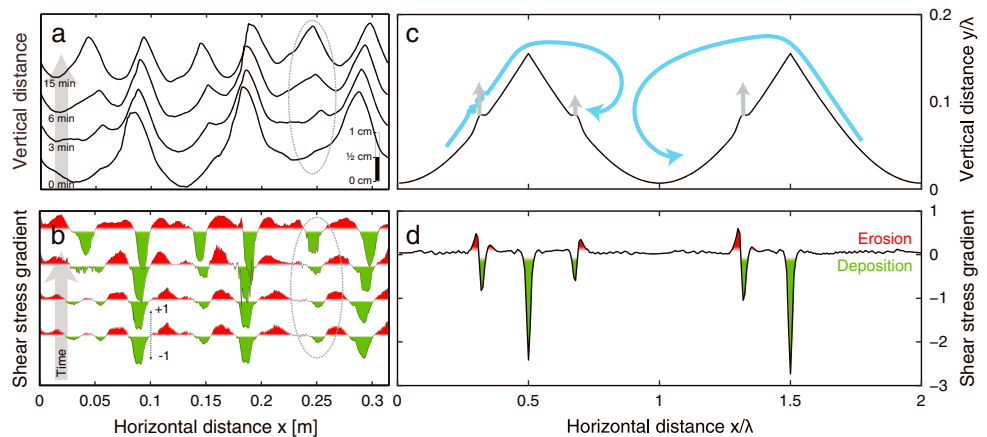 a
Vertical distance
15 min
6 min
3 min
0 min
1 cm
½ cm
0 cm
b
Shear stress gradient
Time
+1
-1
0 0.05 0.1 0.15 0.2 0.25 0.3
Horizontal distance x [m]
c
0.2
0.1
0
Vertical distance y/λ
d
Erosion
Deposition
1
0
−1
−2
−3
Shear stress gradient
0 0.5 1 1.5 2
Horizontal distance x/λ